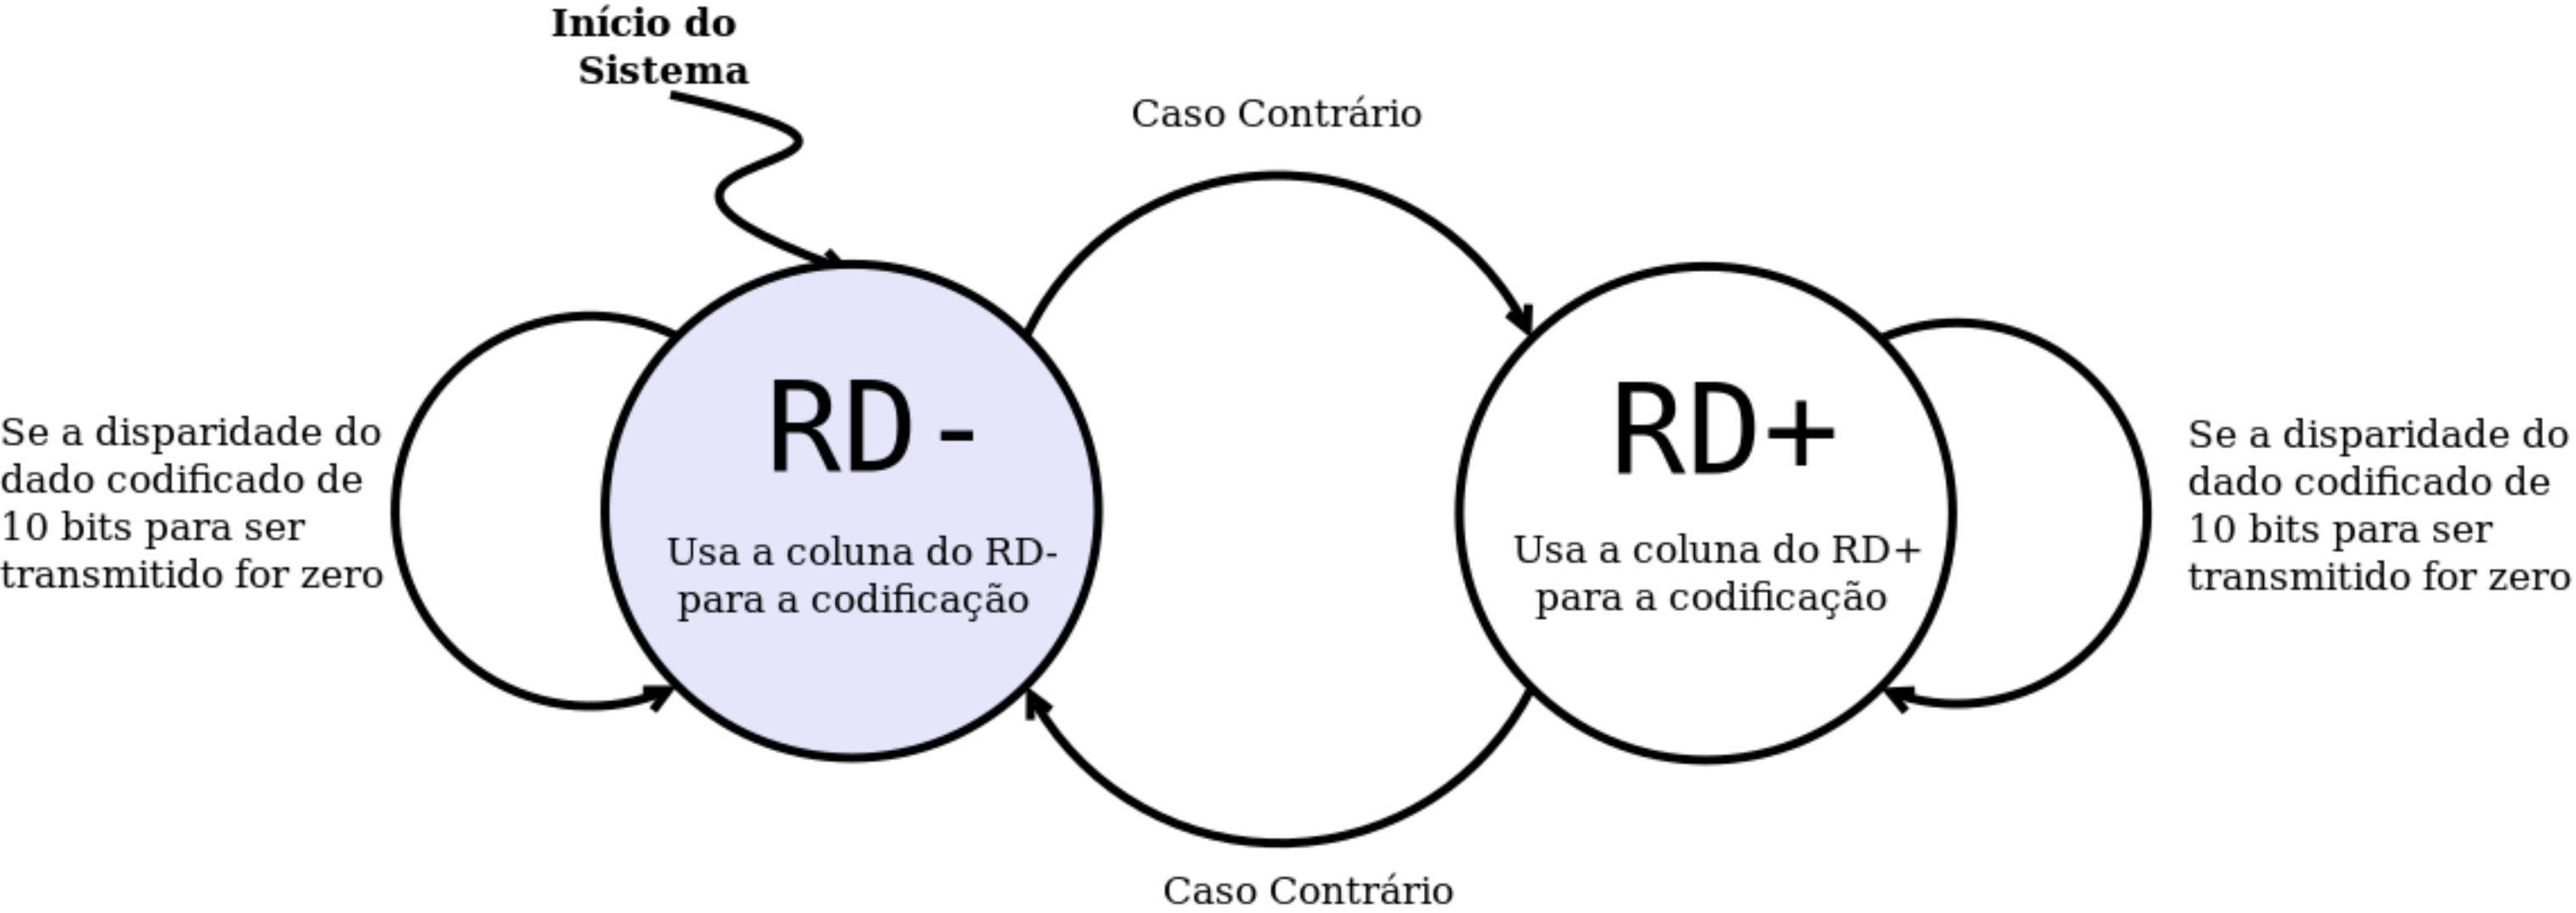 Início do
Sistema
Caso Contrário
Se a disparidade do
dado codificado de
10 bits para ser
transmitido for zero
RD-
Usa a coluna do RD-
para a codificação
RD+
Usa a coluna do RD+
para a codificação
Se a disparidade do
dado codificado de
10 bits para ser
transmitido for zero
Caso Contrário